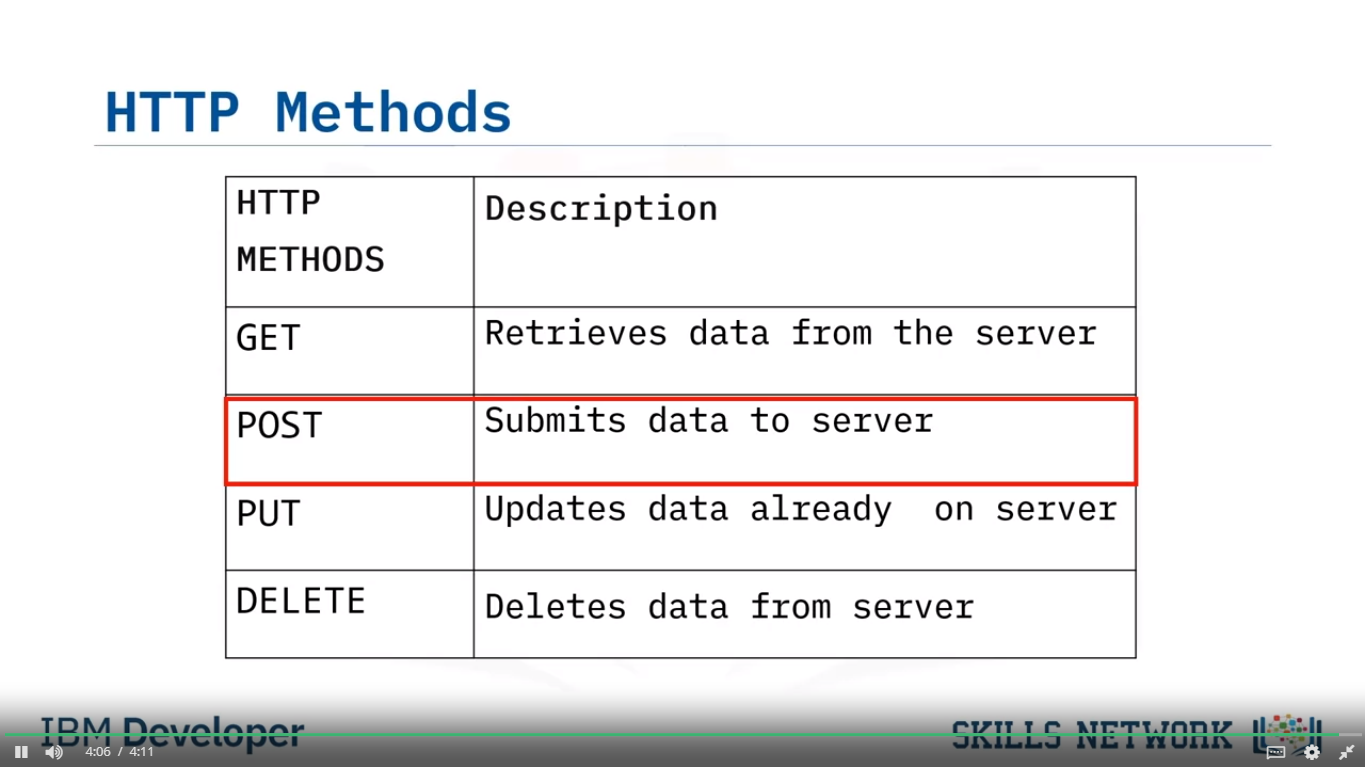 HTTP Methods
HTTP
METHODS
Description
GET
Retrieves data from the server
POST
Submits data to server
PUT
Updates data already  on server
DELETE
Deletes data from server
IBM Developer
SKILLS NETWORK
4:06 / 4:11